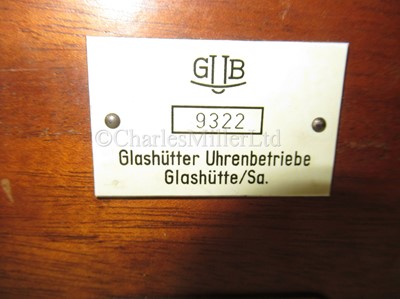 GUB
9322
©CharlesMillerLtd
Glashütter Uhrenbetriebe
Glashütte/Sa.